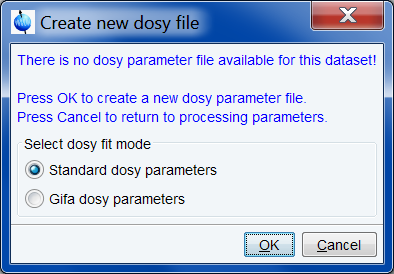 Create new dosy file
There is no dosy parameter file available for this dataset!
Press OK to create a new dosy parameter file.
Press Cancel to return to processing parameters.
Select dosy fit mode
Standard dosy parameters
Gifa dosy parameters
OK
Cancel